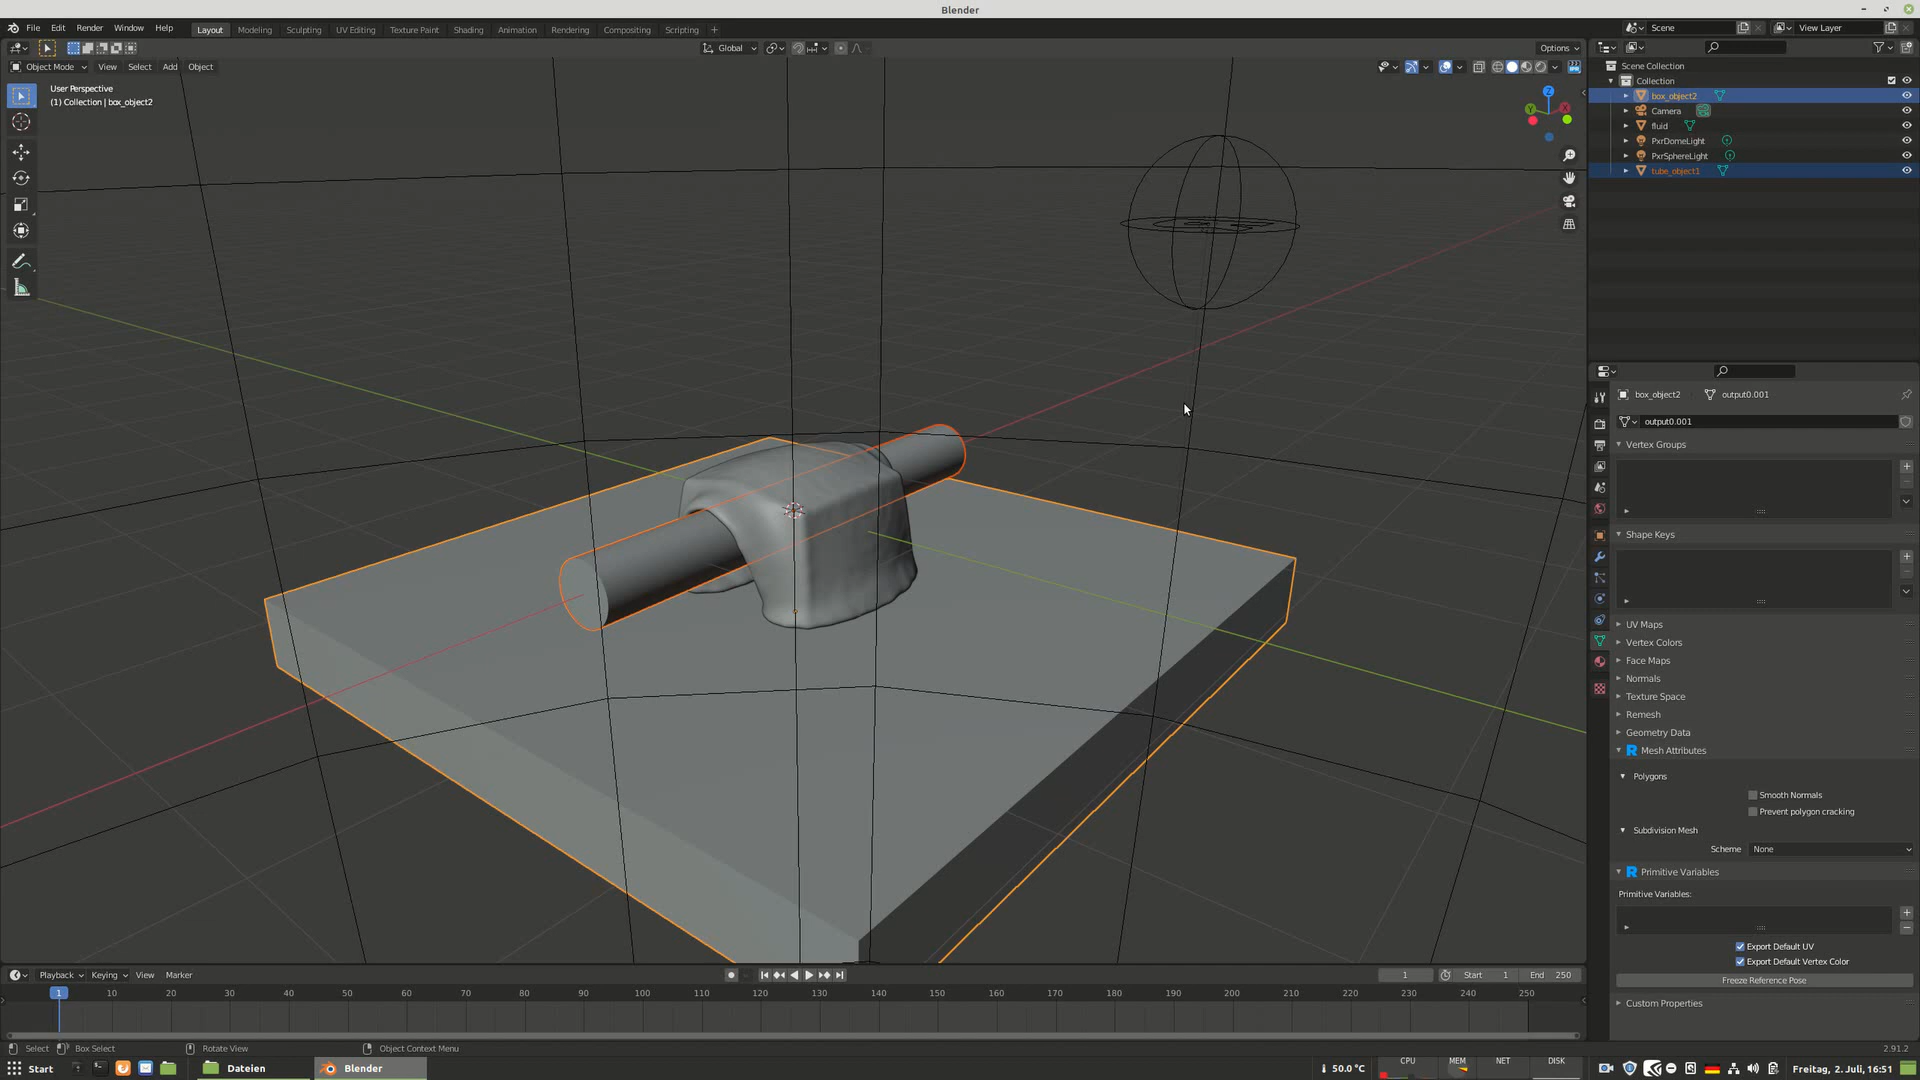 Blender
File Edit Render Window Help
Layout Modeling Sculpting UV Editing Texture Paint Shading Animation Rendering Compositing Scripting +
Scene
View Layer
Global
Options
Object Mode View Select Add Object
User Perspective
(1) Collection | box_object2
Z
Y
X
Scene Collection
Collection
box_object2
Camera
fluid
PxrDomeLight
PxrSphereLight
tube_object1
box_object2 output0.001
output0.001
Vertex Groups
Shape Keys
UV Maps
Vertex Colors
Face Maps
Normals
Texture Space
Remesh
Geometry Data
Mesh Attributes
Polygons
Smooth Normals
Prevent polygon cracking
Subdivision Mesh
Scheme None
Primitive Variables
Primitive Variables:
Export Default UV
Export Default Vertex Color
Freeze Reference Pose
Custom Properties
Playback Keying View Marker
1 Start 1 End 250
1 10 20 30 40 50 60 70 80 90 100 110 120 130 140 150 160 170 180 190 200 210 220 230 240 250
Select Box Select Rotate View Object Context Menu
2.91.2
Start Dateien Blender
50.0 °C CPU MEM NET DISK
Freitag, 2. Juli, 16:51